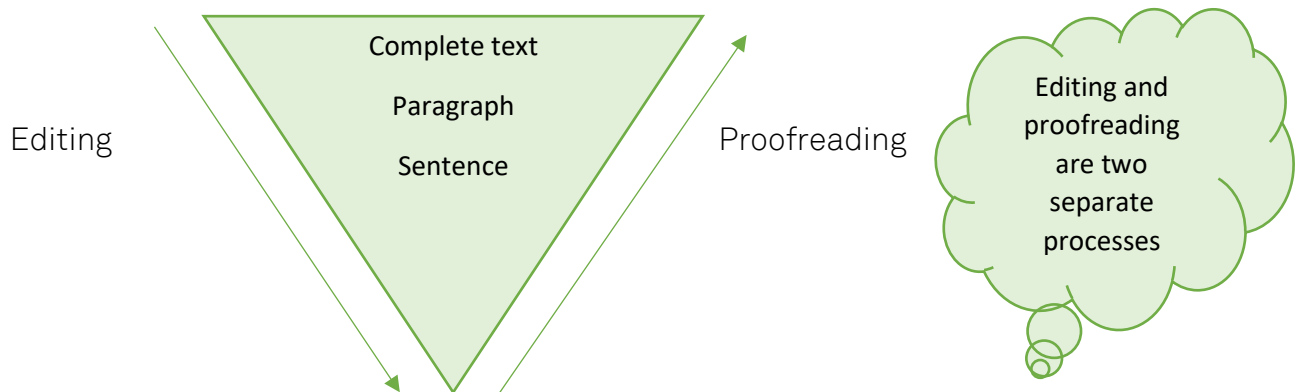 Complete text
Paragraph
Sentence
Editing
Proofreading
Editing and
proofreading
are two
separate
processes